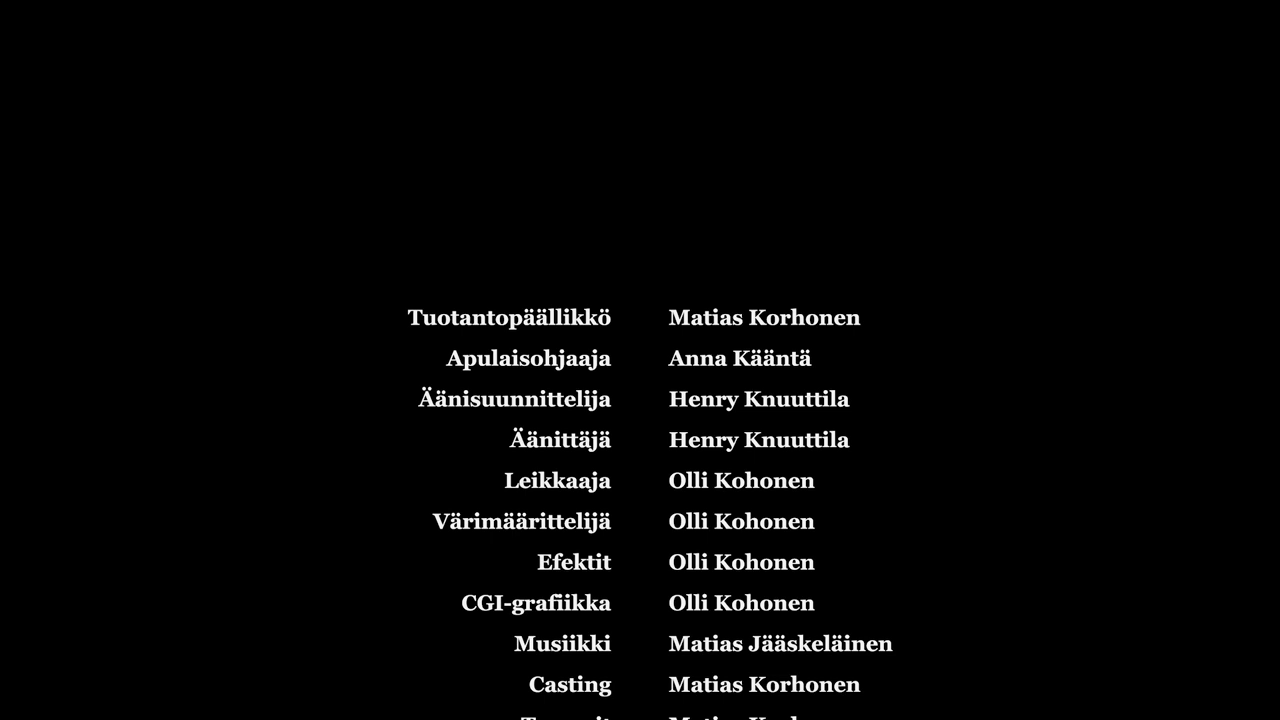 Tuotantopäällikkö Matias Korhonen
Apulaisohjaaja Anna Kääntä
Äänisuunnittelija Henry Knuuttila
Äänittäjä Henry Knuuttila
Leikkaaja Olli Kohonen
Värimäärittelijä Olli Kohonen
Efektit Olli Kohonen
CGI-grafiikka Olli Kohonen
Musiikki Matias Jääskeläinen
Casting Matias Korhonen